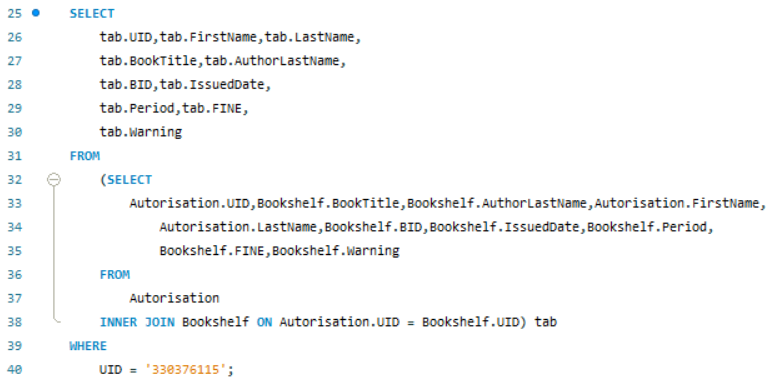 25 SELECT
26 tab.UID,tab.FirstName,tab.LastName,
27 tab.BookTitle,tab.AuthorLastName,
28 tab.BID,tab.IssuedDate,
29 tab.Period,tab.FINE,
30 tab.Warning
31 FROM
32 (SELECT
33 Autorisation.UID,Bookshelf.BookTitle,Bookshelf.AuthorLastName,Autorisation.FirstName,
34 Autorisation.LastName,Bookshelf.BID,Bookshelf.IssuedDate,Bookshelf.Period,
35 Bookshelf.FINE,Bookshelf.Warning
36 FROM
37 Autorisation
38 INNER JOIN Bookshelf ON Autorisation.UID = Bookshelf.UID) tab
39 WHERE
40 UID = '330376115';